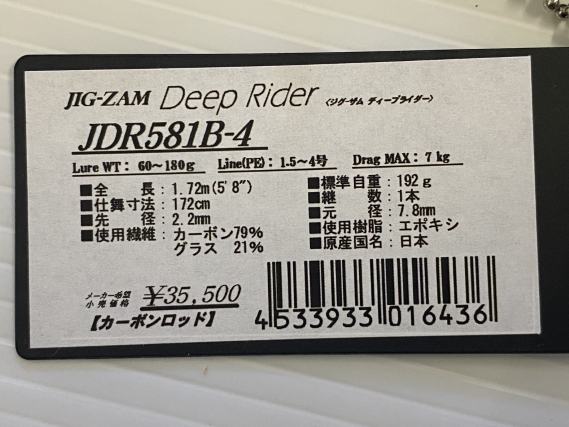 JIG-ZAM Deep Rider 〈ジグ・ザム ディープライダー〉
JDR581B-4
Lure WT： 60～180g Line(PE)： 1.5～4号 Drag MAX： 7 kg
■全長：1.72m(5'8")
■仕舞寸法：172cm
■先径：2.2mm
■使用繊維：カーボン79%
グラス 21%
■標準自重：192g
■継数：1本
■元径：7.8mm
■使用樹脂：エポキシ
■原産国名：日本
メーカー希望
小売価格 ¥35,500
【カーボンロッド】
4533933016436